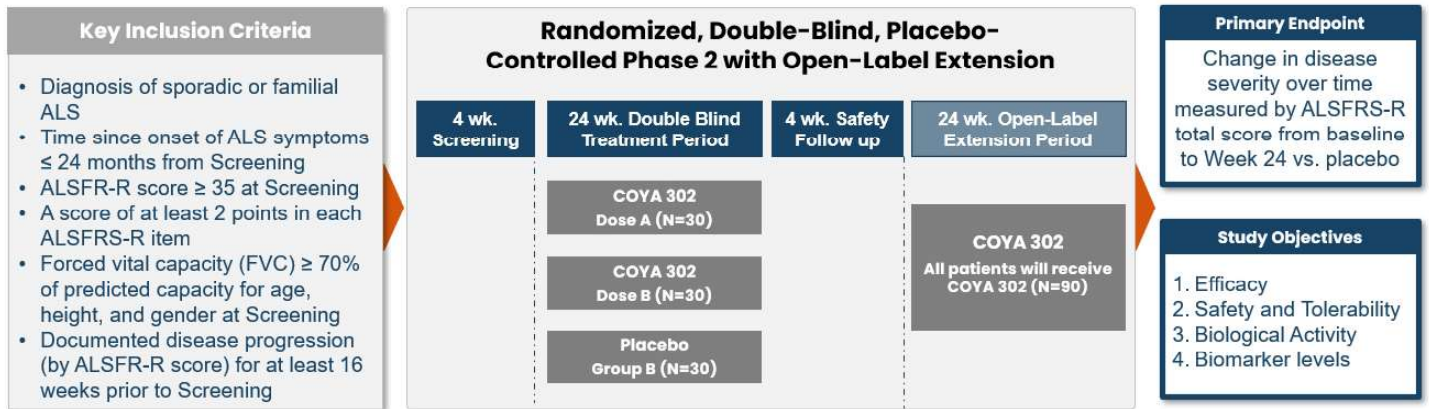 Key Inclusion Criteria
• Diagnosis of sporadic or familial
ALS
• Time since onset of ALS symptoms
≤ 24 months from Screening
• ALSFR-R score ≥ 35 at Screening
• A score of at least 2 points in each
ALSFRS-R item
• Forced vital capacity (FVC) ≥ 70%
of predicted capacity for age,
height, and gender at Screening
• Documented disease progression
(by ALSFR-R score) for at least 16
weeks prior to Screening
Randomized, Double-Blind, Placebo-
Controlled Phase 2 with Open-Label Extension
4 wk.
Screening
24 wk. Double Blind
Treatment Period
4 wk. Safety
Follow up
24 wk. Open-Label
Extension Period
COYA 302
Dose A (N=30)
COYA 302
Dose B (N=30)
Placebo
Group B (N=30)
COYA 302
All patients will receive
COYA 302 (N=90)
Primary Endpoint
Change in disease
severity over time
measured by ALSFRS-R
total score from baseline
to Week 24 vs. placebo
Study Objectives
1. Efficacy
2. Safety and Tolerability
3. Biological Activity
4. Biomarker levels